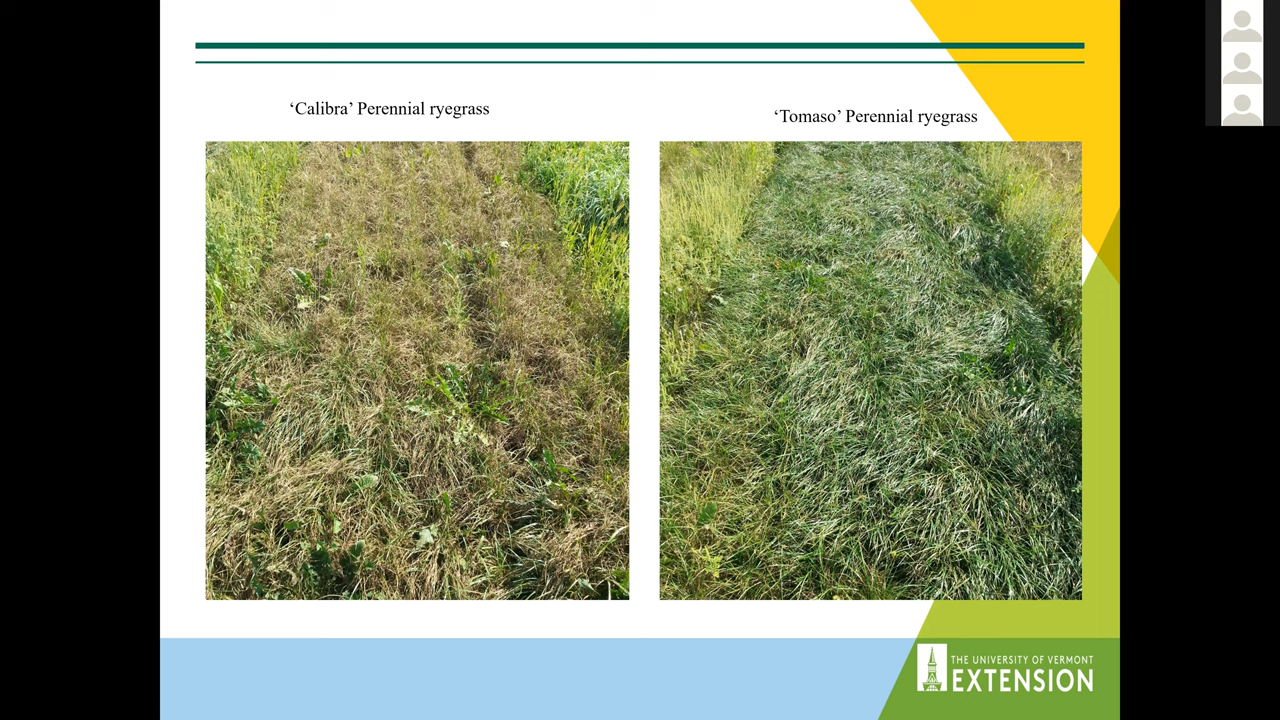 ‘Calibra’ Perennial ryegrass
‘Tomaso’ Perennial ryegrass
THE UNIVERSITY OF VERMONT
EXTENSION